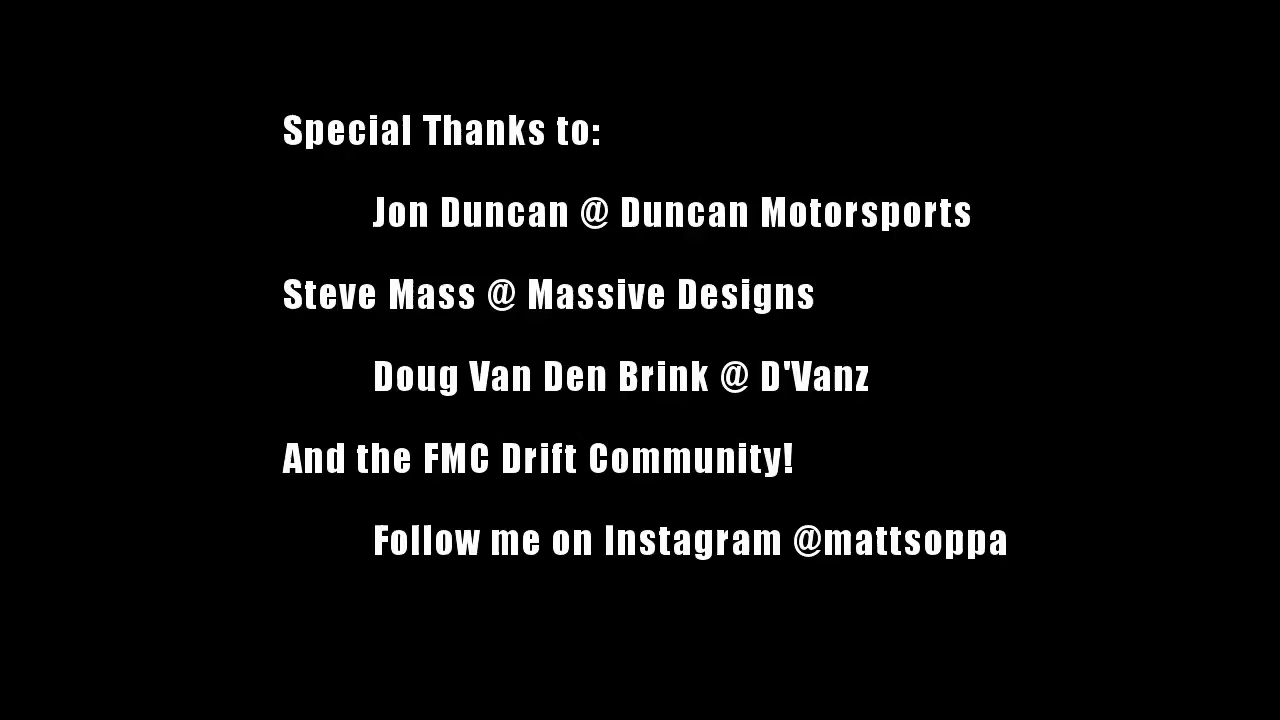 Special Thanks to:
Jon Duncan @ Duncan Motorsports
Steve Mass @ Massive Designs
Doug Van Den Brink @ D'Vanz
And the FMC Drift Community!
Follow me on Instagram @mattsoppa